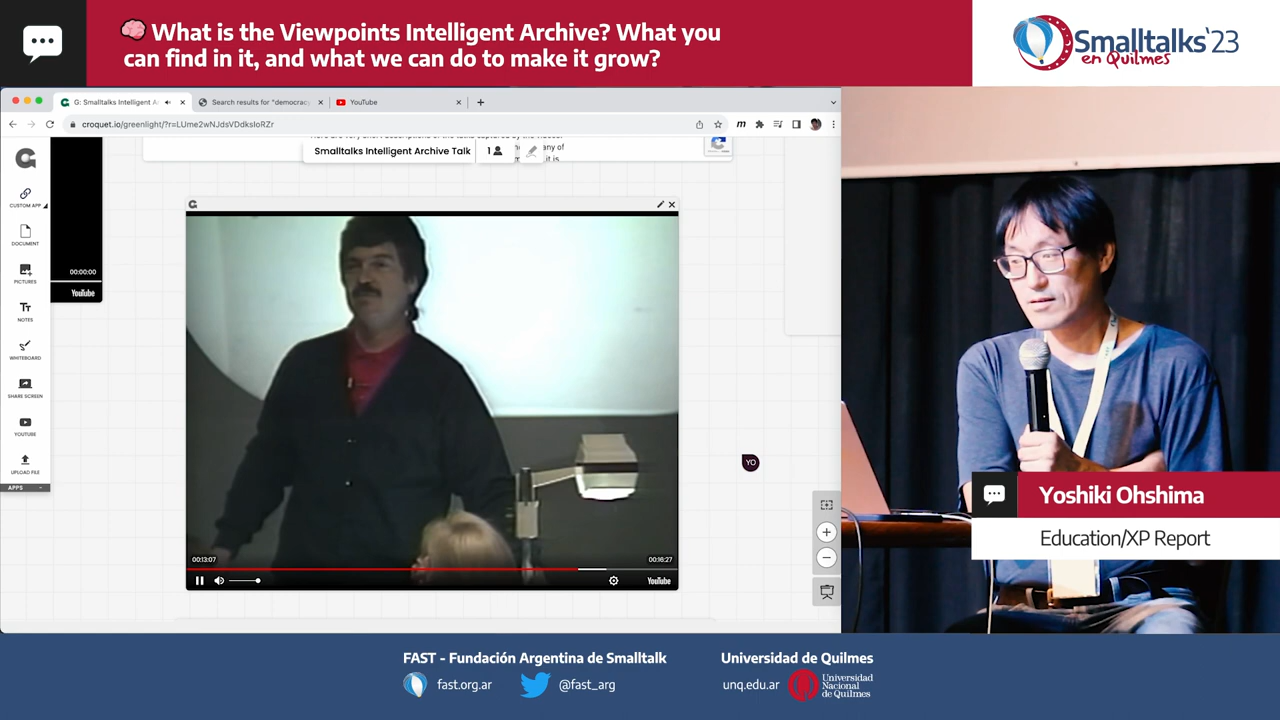 What is the Viewpoints Intelligent Archive? What you
can find in it, and what we can do to make it grow?
Smalltalks'23
en Quilmes
G: Smalltalks Intelligent A
Search results for "democrac
YouTube
croquet.io/greenlight/?r=LUme2wNJdsVDdksIoRZr
Smalltalks Intelligent Archive Talk
1
CUSTOM APP
DOCUMENT
PICTURES
NOTES
WHITEBOARD
SHARE SCREEN
YOUTUBE
UPLOAD FILE
APPS
00:00:00
YouTube
YO
00:13:07
00:16:27
YouTube
Yoshiki Ohshima
Education/XP Report
FAST - Fundación Argentina de Smalltalk
fast.org.ar
@fast_arg
Universidad de Quilmes
unq.edu.ar
Universidad
Nacional
de Quilmes